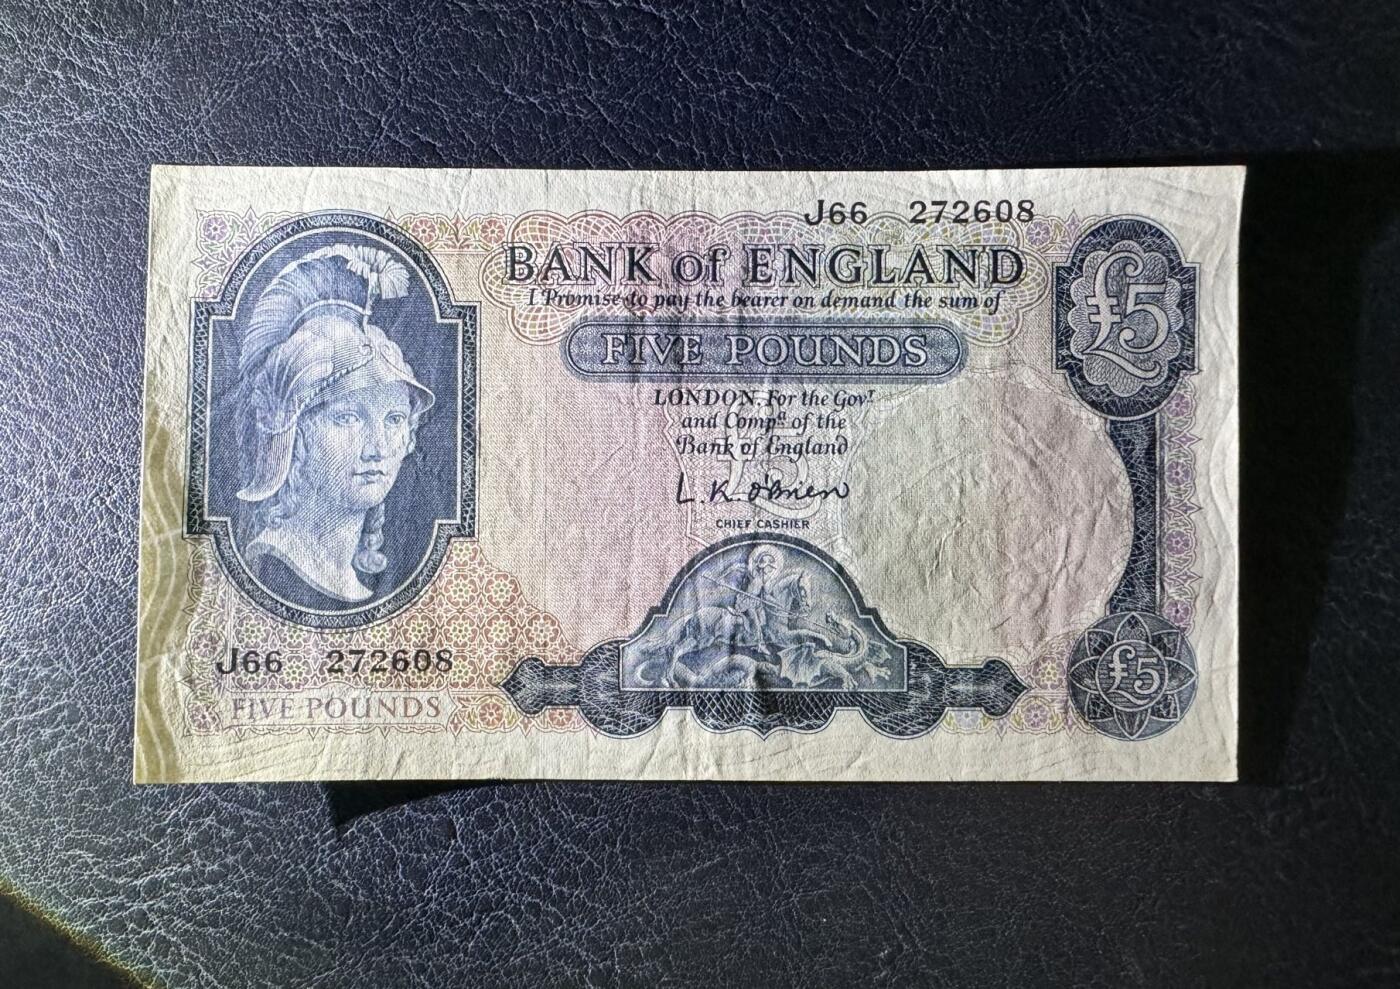 J66 272608
BANK of ENGLAND
I Promise to pay the bearer on demand the sum of
£5
FIVE POUNDS
LONDON, For the Govr
and Compa of the
Bank of England
£5
L. K. O'Brien
CHIEF CASHIER
J66 272608
£5
FIVE POUNDS